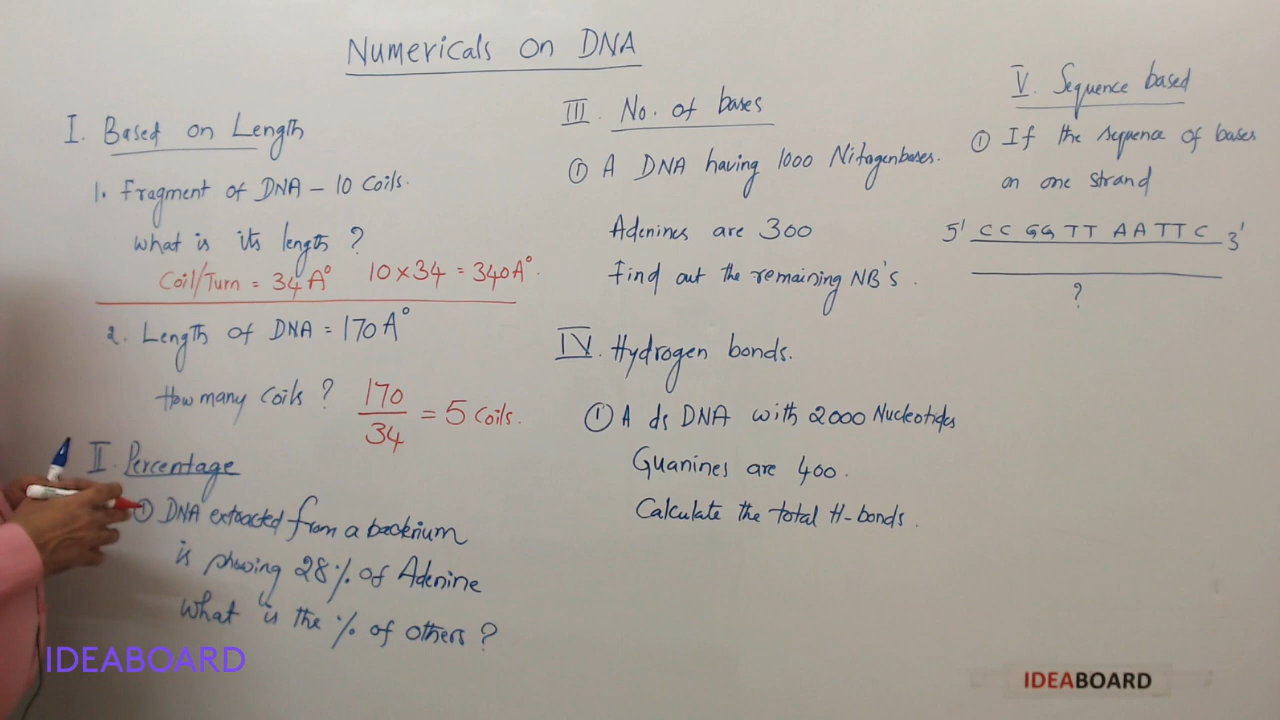 Numericals on DNA
I. Based on Length
1. Fragment of DNA – 10 Coils.
What is its length ?
Coil/Turn = 34 A° 10 × 34 = 340 A°.
2. Length of DNA = 170 A°
How many Coils ? 170/34 = 5 Coils.
II. Percentage
① DNA extracted from a backrium
is showing 28% of Adenine
What is the % of others ?
III. No. of bases
① A DNA having 1000 Nitogenbases.
Adenines are 300
Find out the remaining NB's .
IV. Hydrogen bonds.
① A ds DNA with 2000 Nucleotides
Guanines are 400.
Calculate the total H-bonds.
V. Sequence based
① If the sequence of bases
on one strand
5' C C G G T T A A T T C 3'
?
IDEABOARD
IDEABOARD